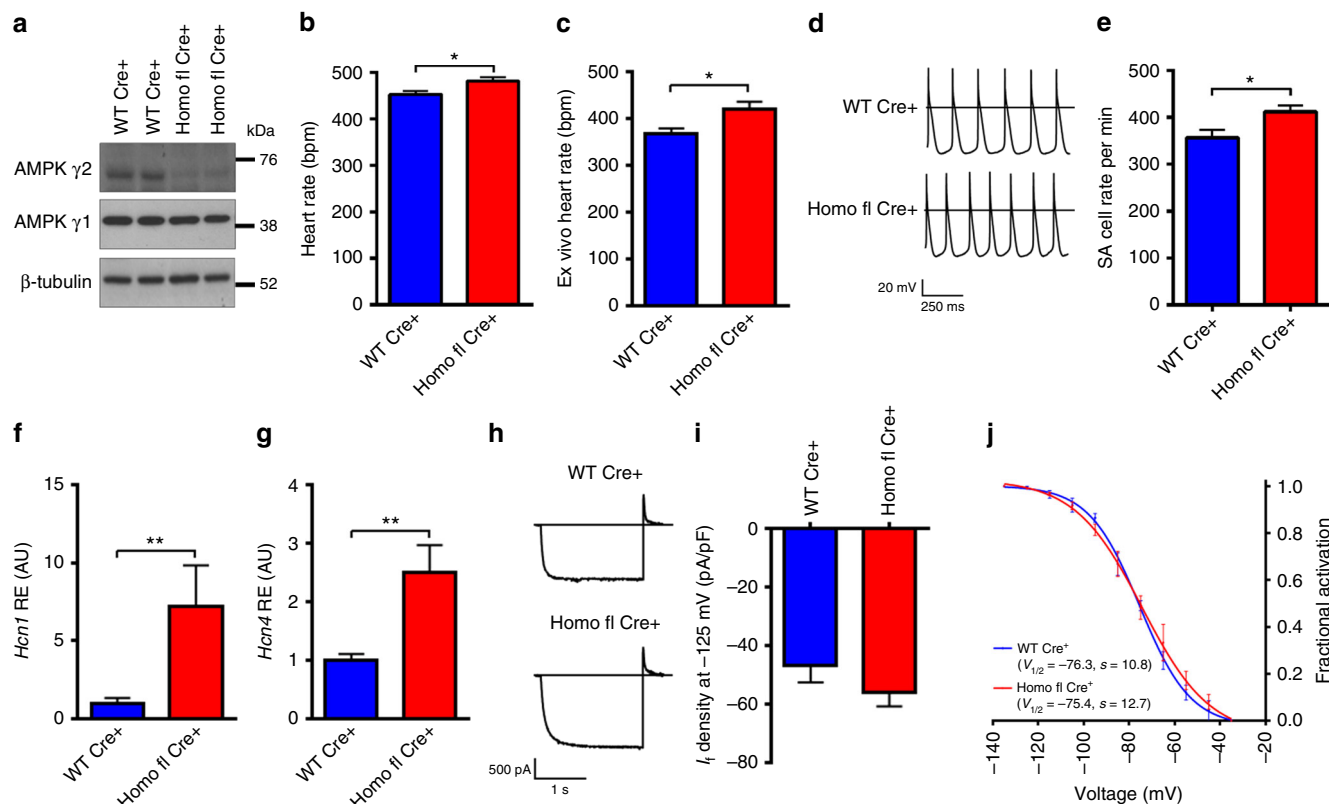 a
WT Cre+
WT Cre+
Homo fl Cre+
Homo fl Cre+
kDa
AMPK γ2
76
AMPK γ1
38
β-tubulin
52
b
*
Heart rate (bpm)
500
400
300
200
100
0
WT Cre+
Homo fl Cre+
c
*
Ex vivo heart rate (bpm)
500
400
300
200
100
0
WT Cre+
Homo fl Cre+
d
WT Cre+
Homo fl Cre+
20 mV
250 ms
e
*
SA cell rate per min
500
400
300
200
100
0
WT Cre+
Homo fl Cre+
f
**
Hcn1 RE (AU)
15
10
5
0
WT Cre+
Homo fl Cre+
g
**
Hcn4 RE (AU)
4
3
2
1
0
WT Cre+
Homo fl Cre+
h
WT Cre+
Homo fl Cre+
500 pA
1 s
i
WT Cre+
Homo fl Cre+
If density at −125 mV (pA/pF)
0
−20
−40
−60
−80
j
1.0
0.8
0.6
0.4
0.2
0.0
Fractional activation
WT Cre+
(V1/2 = −76.3, s = 10.8)
Homo fl Cre+
(V1/2 = −75.4, s = 12.7)
−140
−120
−100
−80
−60
−40
−20
Voltage (mV)